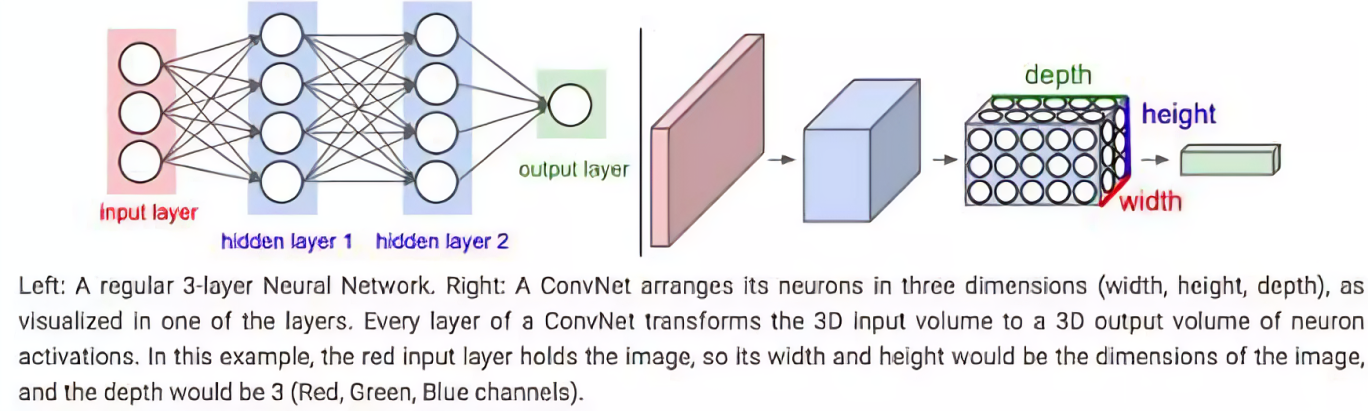 depth
height
output layer
width
input layer
hidden layer 1
hidden layer 2
Left: A regular 3-layer Neural Network. Right: A ConvNet arranges its neurons in three dimensions (width, height, depth), as
visualized in one of the layers. Every layer of a ConvNet transforms the 3D input volume to a 3D output volume of neuron
activations. In this example, the red input layer holds the image, so its width and height would be the dimensions of the image,
and the depth would be 3 (Red, Green, Blue channels).